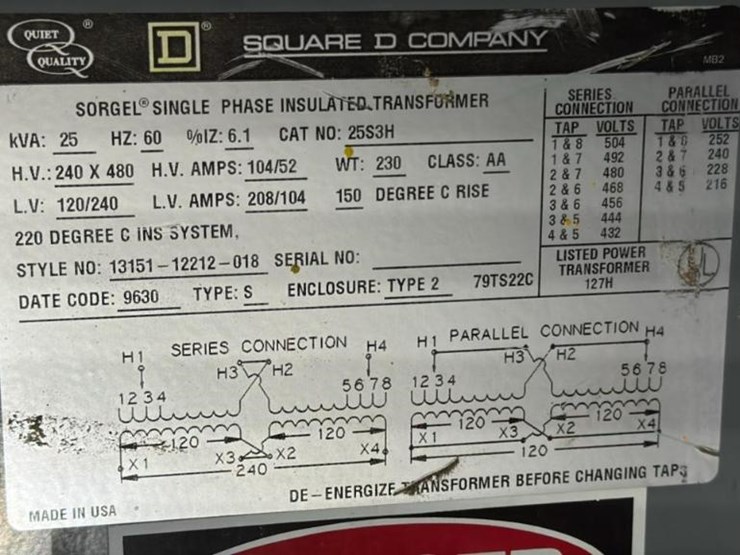 QUIET
QUALITY
® D ®
SQUARE D COMPANY
MB2
SORGEL® SINGLE PHASE INSULATED TRANSFORMER
kVA: 25 HZ: 60 %IZ: 6.1 CAT NO: 25S3H
H.V.: 240 X 480 H.V. AMPS: 104/52 WT: 230 CLASS: AA
L.V: 120/240 L.V. AMPS: 208/104 150 DEGREE C RISE
220 DEGREE C INS SYSTEM,
STYLE NO: 13151-12212-018 SERIAL NO:
DATE CODE: 9630 TYPE: S ENCLOSURE: TYPE 2 79TS22C
SERIES CONNECTION
TAP VOLTS
1 & 8 504
1 & 7 492
2 & 7 480
2 & 6 468
3 & 6 456
3 & 5 444
4 & 5 432
PARALLEL CONNECTION
TAP VOLTS
1 & 252
2 & 7 240
3 & 6 228
4 & 5 216
LISTED POWER
TRANSFORMER
127H
UL
SERIES CONNECTION
H1 H4
H3 H2
1 2 3 4 5 6 7 8
120 120
X1 X3 X2 X4
240
PARALLEL CONNECTION
H1 H4
H3 H2
1 2 3 4 5 6 7 8
120 120
X1 X3 X2 X4
120
DE-ENERGIZE TRANSFORMER BEFORE CHANGING TAPS
MADE IN USA